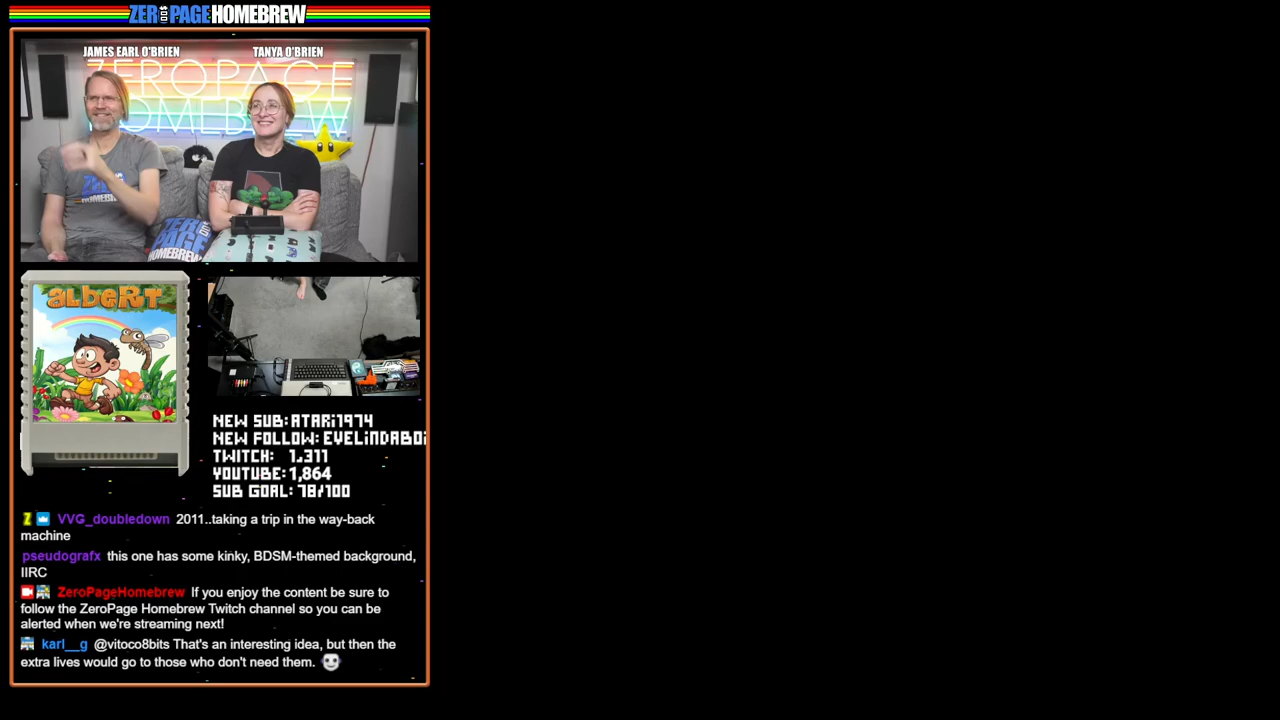 ZEROPAGE HOMEBREW
JAMES EARL O'BRIEN
TANYA O'BRIEN
ZEROPAGE
HOMEBREW
ZERO
HOMEBREW
ZERO PAGE
HOMEBREW
ALBERT
NEW SUB: ATARI1974
NEW FOLLOW: EVELINDABOI
TWITCH: 1,311
YOUTUBE: 1,864
SUB GOAL: 78/100
VVG_doubledown 2011..taking a trip in the way-back
machine
pseudografx this one has some kinky, BDSM-themed background,
IIRC
ZeroPageHomebrew If you enjoy the content be sure to
follow the ZeroPage Homebrew Twitch channel so you can be
alerted when we're streaming next!
karl__g @vitoco8bits That's an interesting idea, but then the
extra lives would go to those who don't need them.